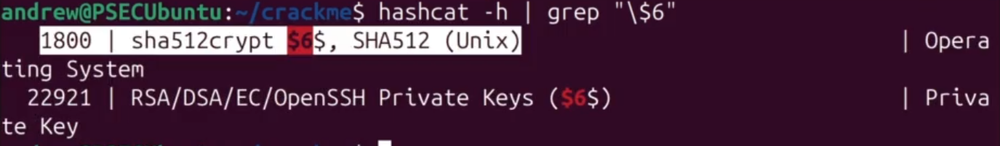 andrew@PSECUbuntu:~/crackme$ hashcat -h | grep "\$6"
1800 | sha512crypt $6$, SHA512 (Unix) | Opera
ting System
22921 | RSA/DSA/EC/OpenSSH Private Keys ($6$) | Priva
te Key